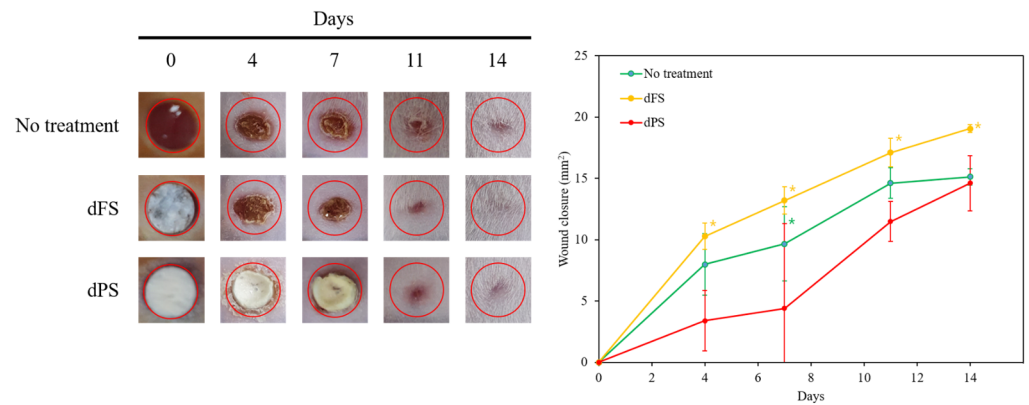 Days
0 4 7 11 14
No treatment
dFS
dPS
25
20
15
10
5
0
Wound closure (mm²)
No treatment
dFS
dPS
*
*
*
*
*
0 2 4 6 8 10 12 14
Days